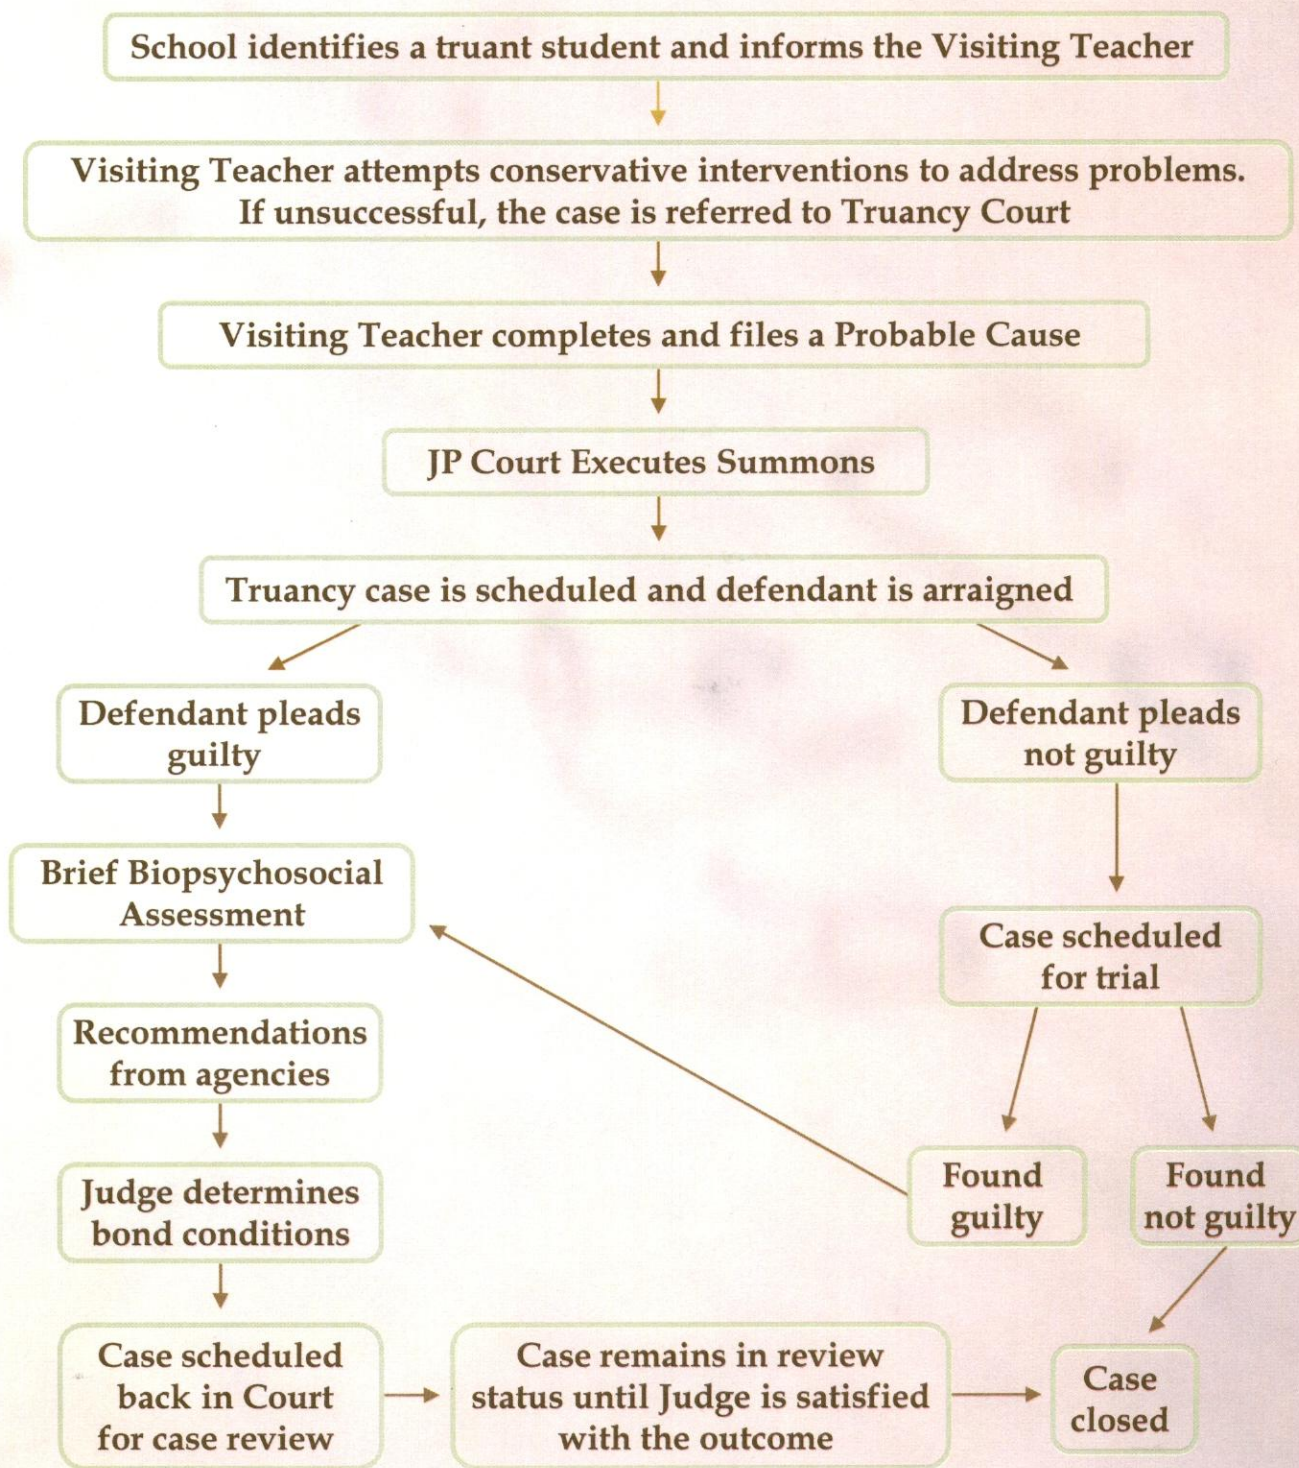 School identifies a truant student and informs the Visiting Teacher
Visiting Teacher attempts conservative interventions to address problems.
If unsuccessful, the case is referred to Truancy Court
Visiting Teacher completes and files a Probable Cause
JP Court Executes Summons
Truancy case is scheduled and defendant is arraigned
Defendant pleads
guilty
Defendant pleads
not guilty
Brief Biopsychosocial
Assessment
Case scheduled
for trial
Recommendations
from agencies
Found
guilty
Found
not guilty
Judge determines
bond conditions
Case scheduled
back in Court
for case review
Case remains in review
status until Judge is satisfied
with the outcome
Case
closed